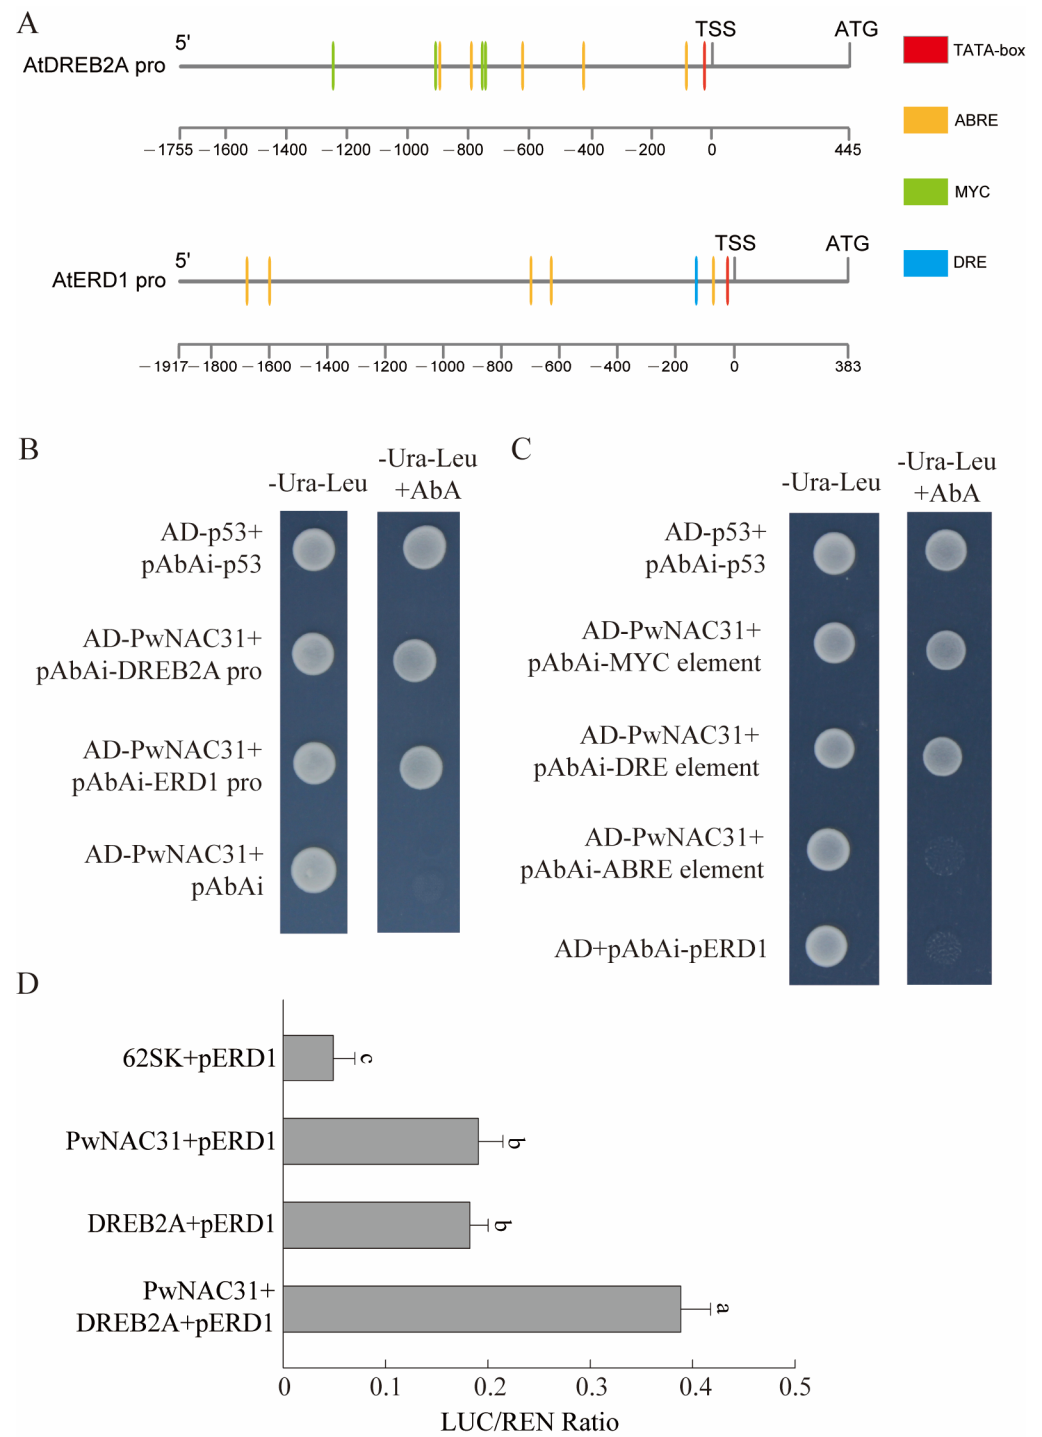 A
TSS
ATG
5'
AtDREB2A pro
−1755 −1600 −1400 −1200 −1000 −800 −600 −400 −200 0 445
TATA-box
ABRE
MYC
DRE
TSS
ATG
5'
AtERD1 pro
−1917 −1800 −1600 −1400 −1200 −1000 −800 −600 −400 −200 0 383
B
-Ura-Leu
-Ura-Leu
+AbA
AD-p53+
pAbAi-p53
AD-PwNAC31+
pAbAi-DREB2A pro
AD-PwNAC31+
pAbAi-ERD1 pro
AD-PwNAC31+
pAbAi
C
-Ura-Leu
-Ura-Leu
+AbA
AD-p53+
pAbAi-p53
AD-PwNAC31+
pAbAi-MYC element
AD-PwNAC31+
pAbAi-DRE element
AD-PwNAC31+
pAbAi-ABRE element
AD+pAbAi-pERD1
D
62SK+pERD1
c
PwNAC31+pERD1
b
DREB2A+pERD1
b
PwNAC31+
DREB2A+pERD1
a
0 0.1 0.2 0.3 0.4 0.5
LUC/REN Ratio